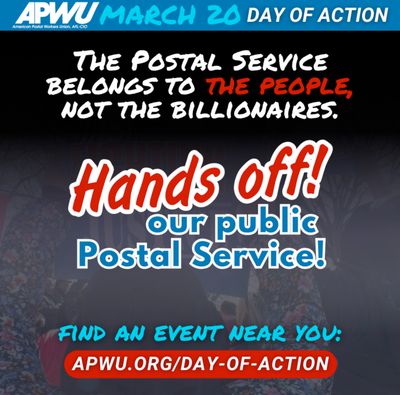 APWU MARCH 20 DAY OF ACTION
American Postal Workers Union, AFL-CIO
THE POSTAL SERVICE
BELONGS TO THE PEOPLE,
NOT THE BILLIONAIRES.
Hands off!
our public
Postal Service!
FIND AN EVENT NEAR YOU:
APWU.ORG/DAY-OF-ACTION